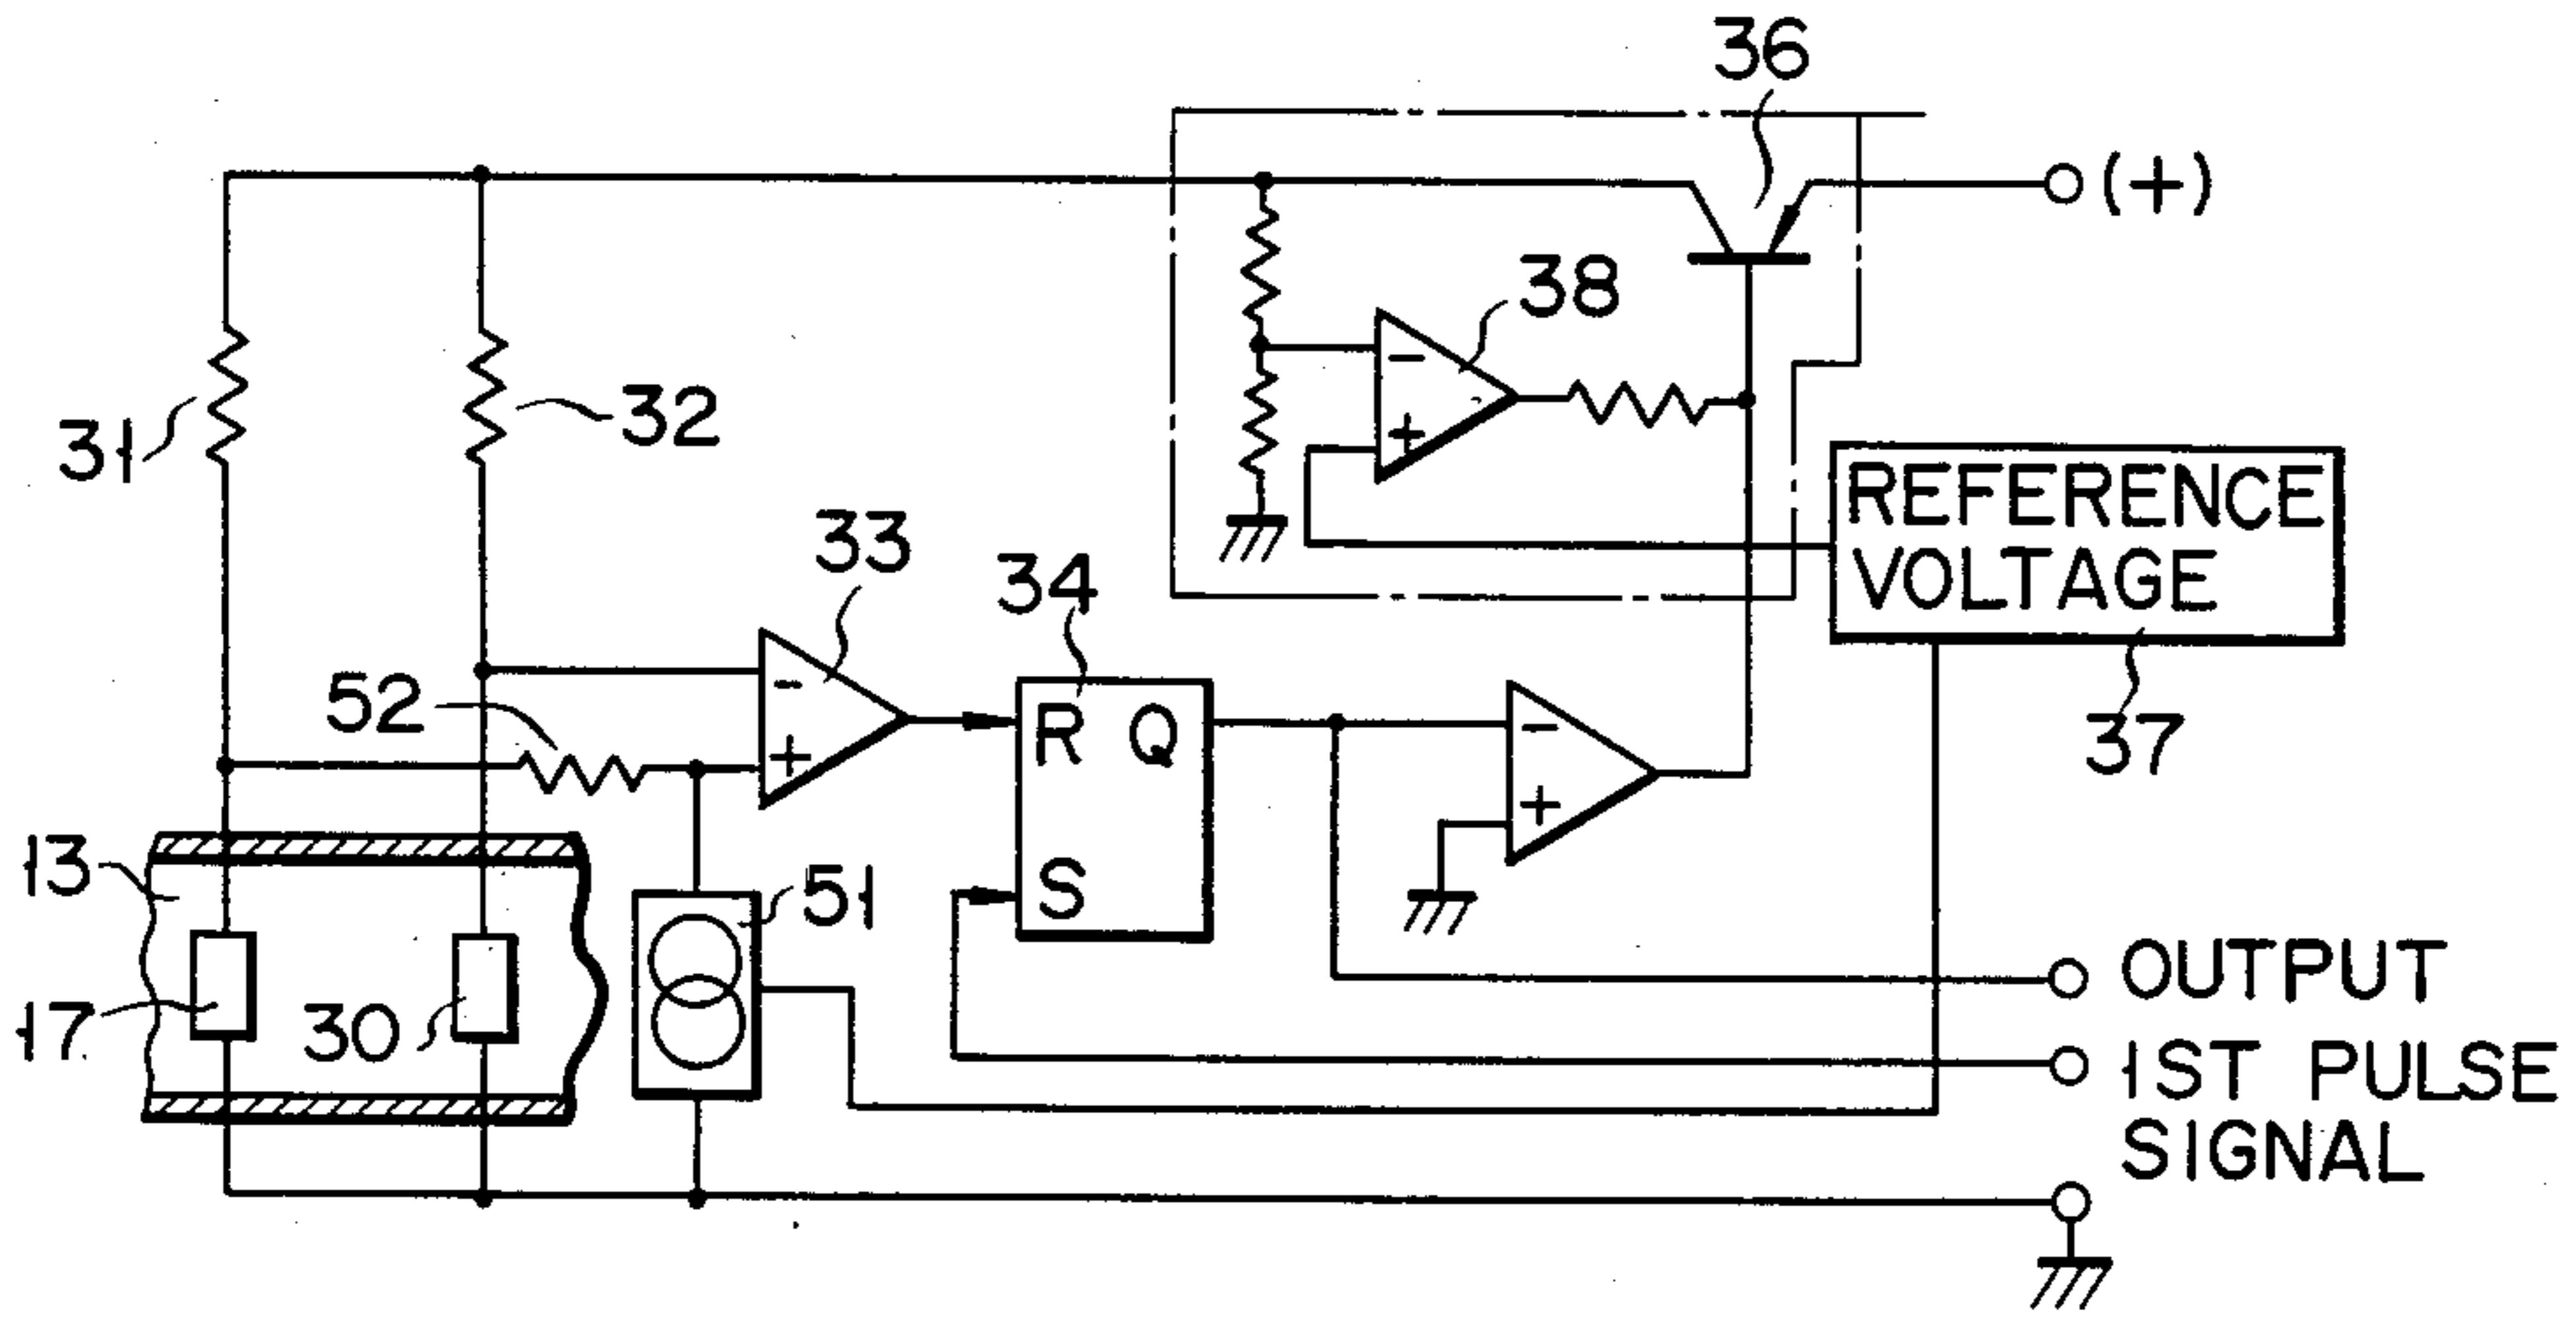 36
(+)
38
31
32
REFERENCE
VOLTAGE
33
34
52
-
+
-
+
R Q
S
-
+
37
13
51
17
30
OUTPUT
1ST PULSE
SIGNAL